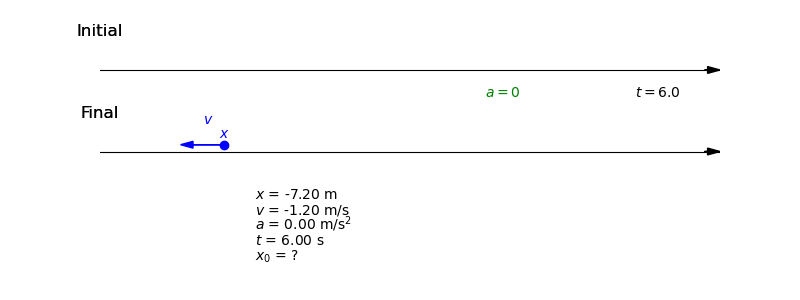 Initial
a = 0
t = 6.0
Final
v
x
x = -7.20 m
v = -1.20 m/s
a = 0.00 m/s²
t = 6.00 s
x₀ = ?